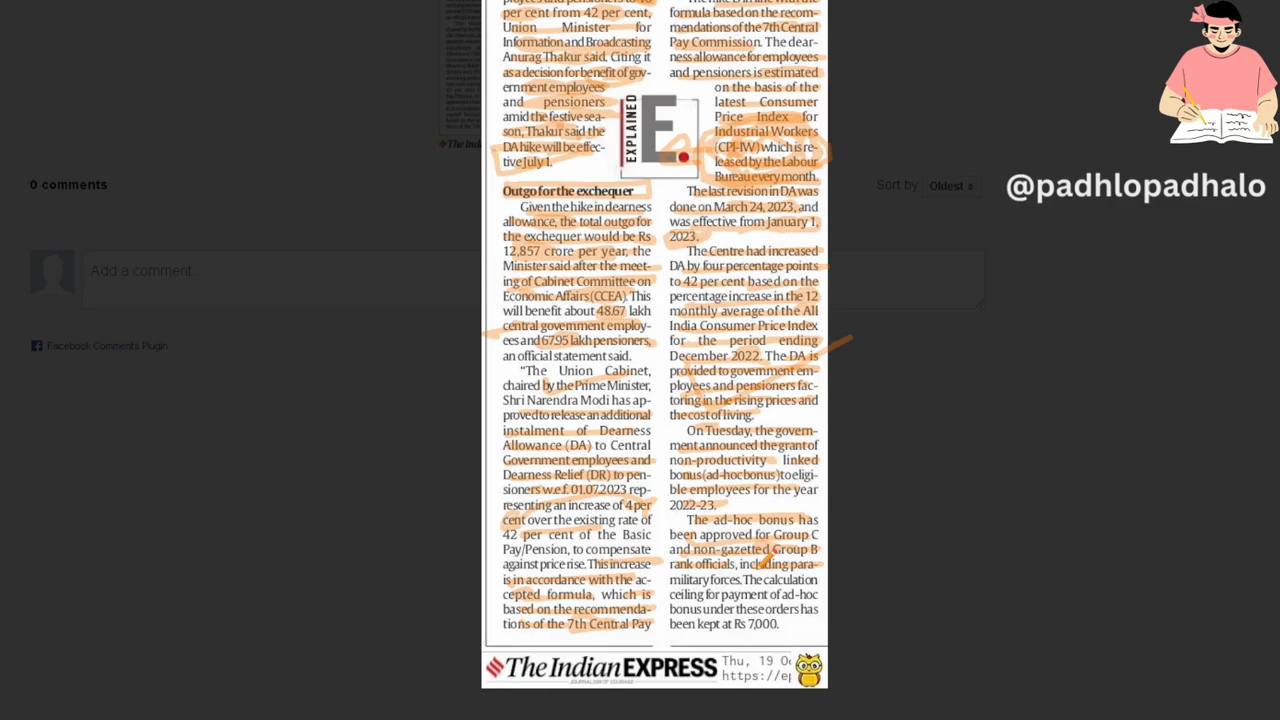 per cent from 42 per cent,
Union Minister for
Information and Broadcasting
Anurag Thakur said. Citing it
as a decision for benefit of gov-
ernment employees
and pensioners
amid the festive sea-
son, Thakur said the
DA hike will be effec-
tive July 1.
Outgo for the exchequer
Given the hike in dearness
allowance, the total outgo for
the exchequer would be Rs
12,857 crore per year, the
Minister said after the meet-
ing of Cabinet Committee on
Economic Affairs (CCEA). This
will benefit about 48.67 lakh
central government employ-
ees and 67.95 lakh pensioners,
an official statement said.
“The Union Cabinet,
chaired by the Prime Minister,
Shri Narendra Modi has ap-
proved to release an additional
instalment of Dearness
Allowance (DA) to Central
Government employees and
Dearness Relief (DR) to pen-
sioners w.e.f. 01.07.2023 rep-
resenting an increase of 4 per
cent over the existing rate of
42 per cent of the Basic
Pay/Pension, to compensate
against price rise. This increase
is in accordance with the ac-
cepted formula, which is
based on the recommenda-
tions of the 7th Central Pay
formula based on the recom-
mendations of the 7th Central
Pay Commission. The dear-
ness allowance for employees
and pensioners is estimated
on the basis of the
latest Consumer
Price Index for
Industrial Workers
(CPI-IW) which is re-
leased by the Labour
Bureau every month.
The last revision in DA was
done on March 24, 2023, and
was effective from January 1,
2023.
The Centre had increased
DA by four percentage points
to 42 per cent based on the
percentage increase in the 12
monthly average of the All
India Consumer Price Index
for the period ending
December 2022. The DA is
provided to government em-
ployees and pensioners fac-
toring in the rising prices and
the cost of living.
On Tuesday, the govern-
ment announced the grant of
non-productivity linked
bonus (ad-hoc bonus) to eligi-
ble employees for the year
2022-23.
The ad-hoc bonus has
been approved for Group C
and non-gazetted Group B
rank officials, including para-
military forces. The calculation
ceiling for payment of ad-hoc
bonus under these orders has
been kept at Rs 7,000.
EXPLAINED
E.
The Indian EXPRESS
JOURNALISM OF COURAGE
Thu, 19 O
https://ep
@padhlopadhalo
0 comments
Sort by
Oldest
Add a comment...
Facebook Comments Plugin